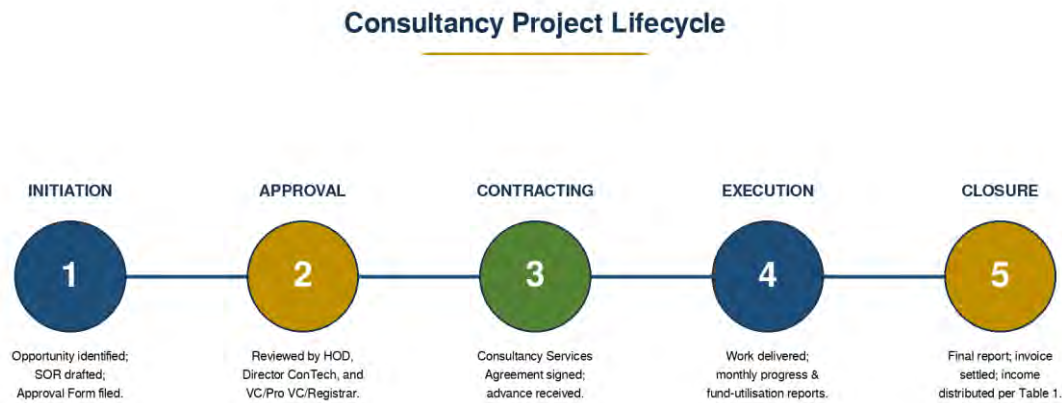 Consultancy Project Lifecycle
INITIATION
APPROVAL
CONTRACTING
EXECUTION
CLOSURE
1
2
3
4
5
Opportunity identified;
SOR drafted;
Approval Form filed.
Reviewed by HOD,
Director ConTech, and
VC/Pro VC/Registrar.
Consultancy Services
Agreement signed;
advance received.
Work delivered;
monthly progress &
fund-utilisation reports.
Final report; invoice
settled; income
distributed per Table 1.